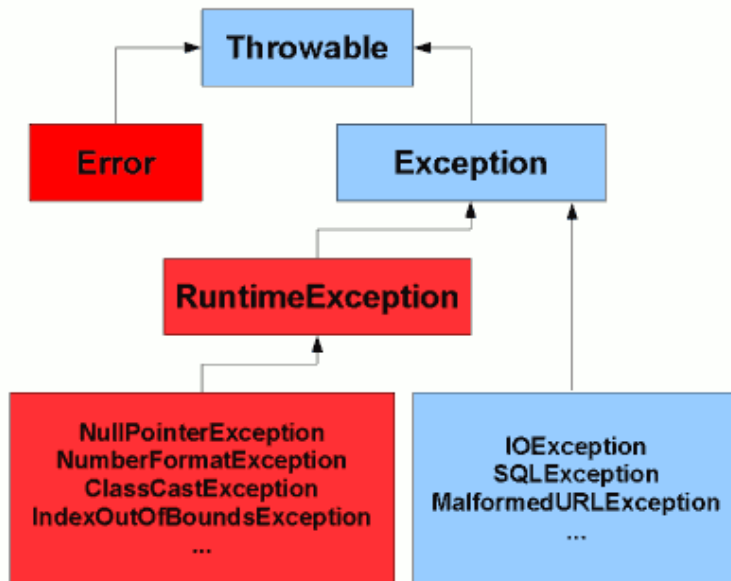 Throwable
Error
Exception
RuntimeException
NullPointerException
NumberFormatException
ClassCastException
IndexOutOfBoundsException
...
IOException
SQLException
MalformedURLException
...